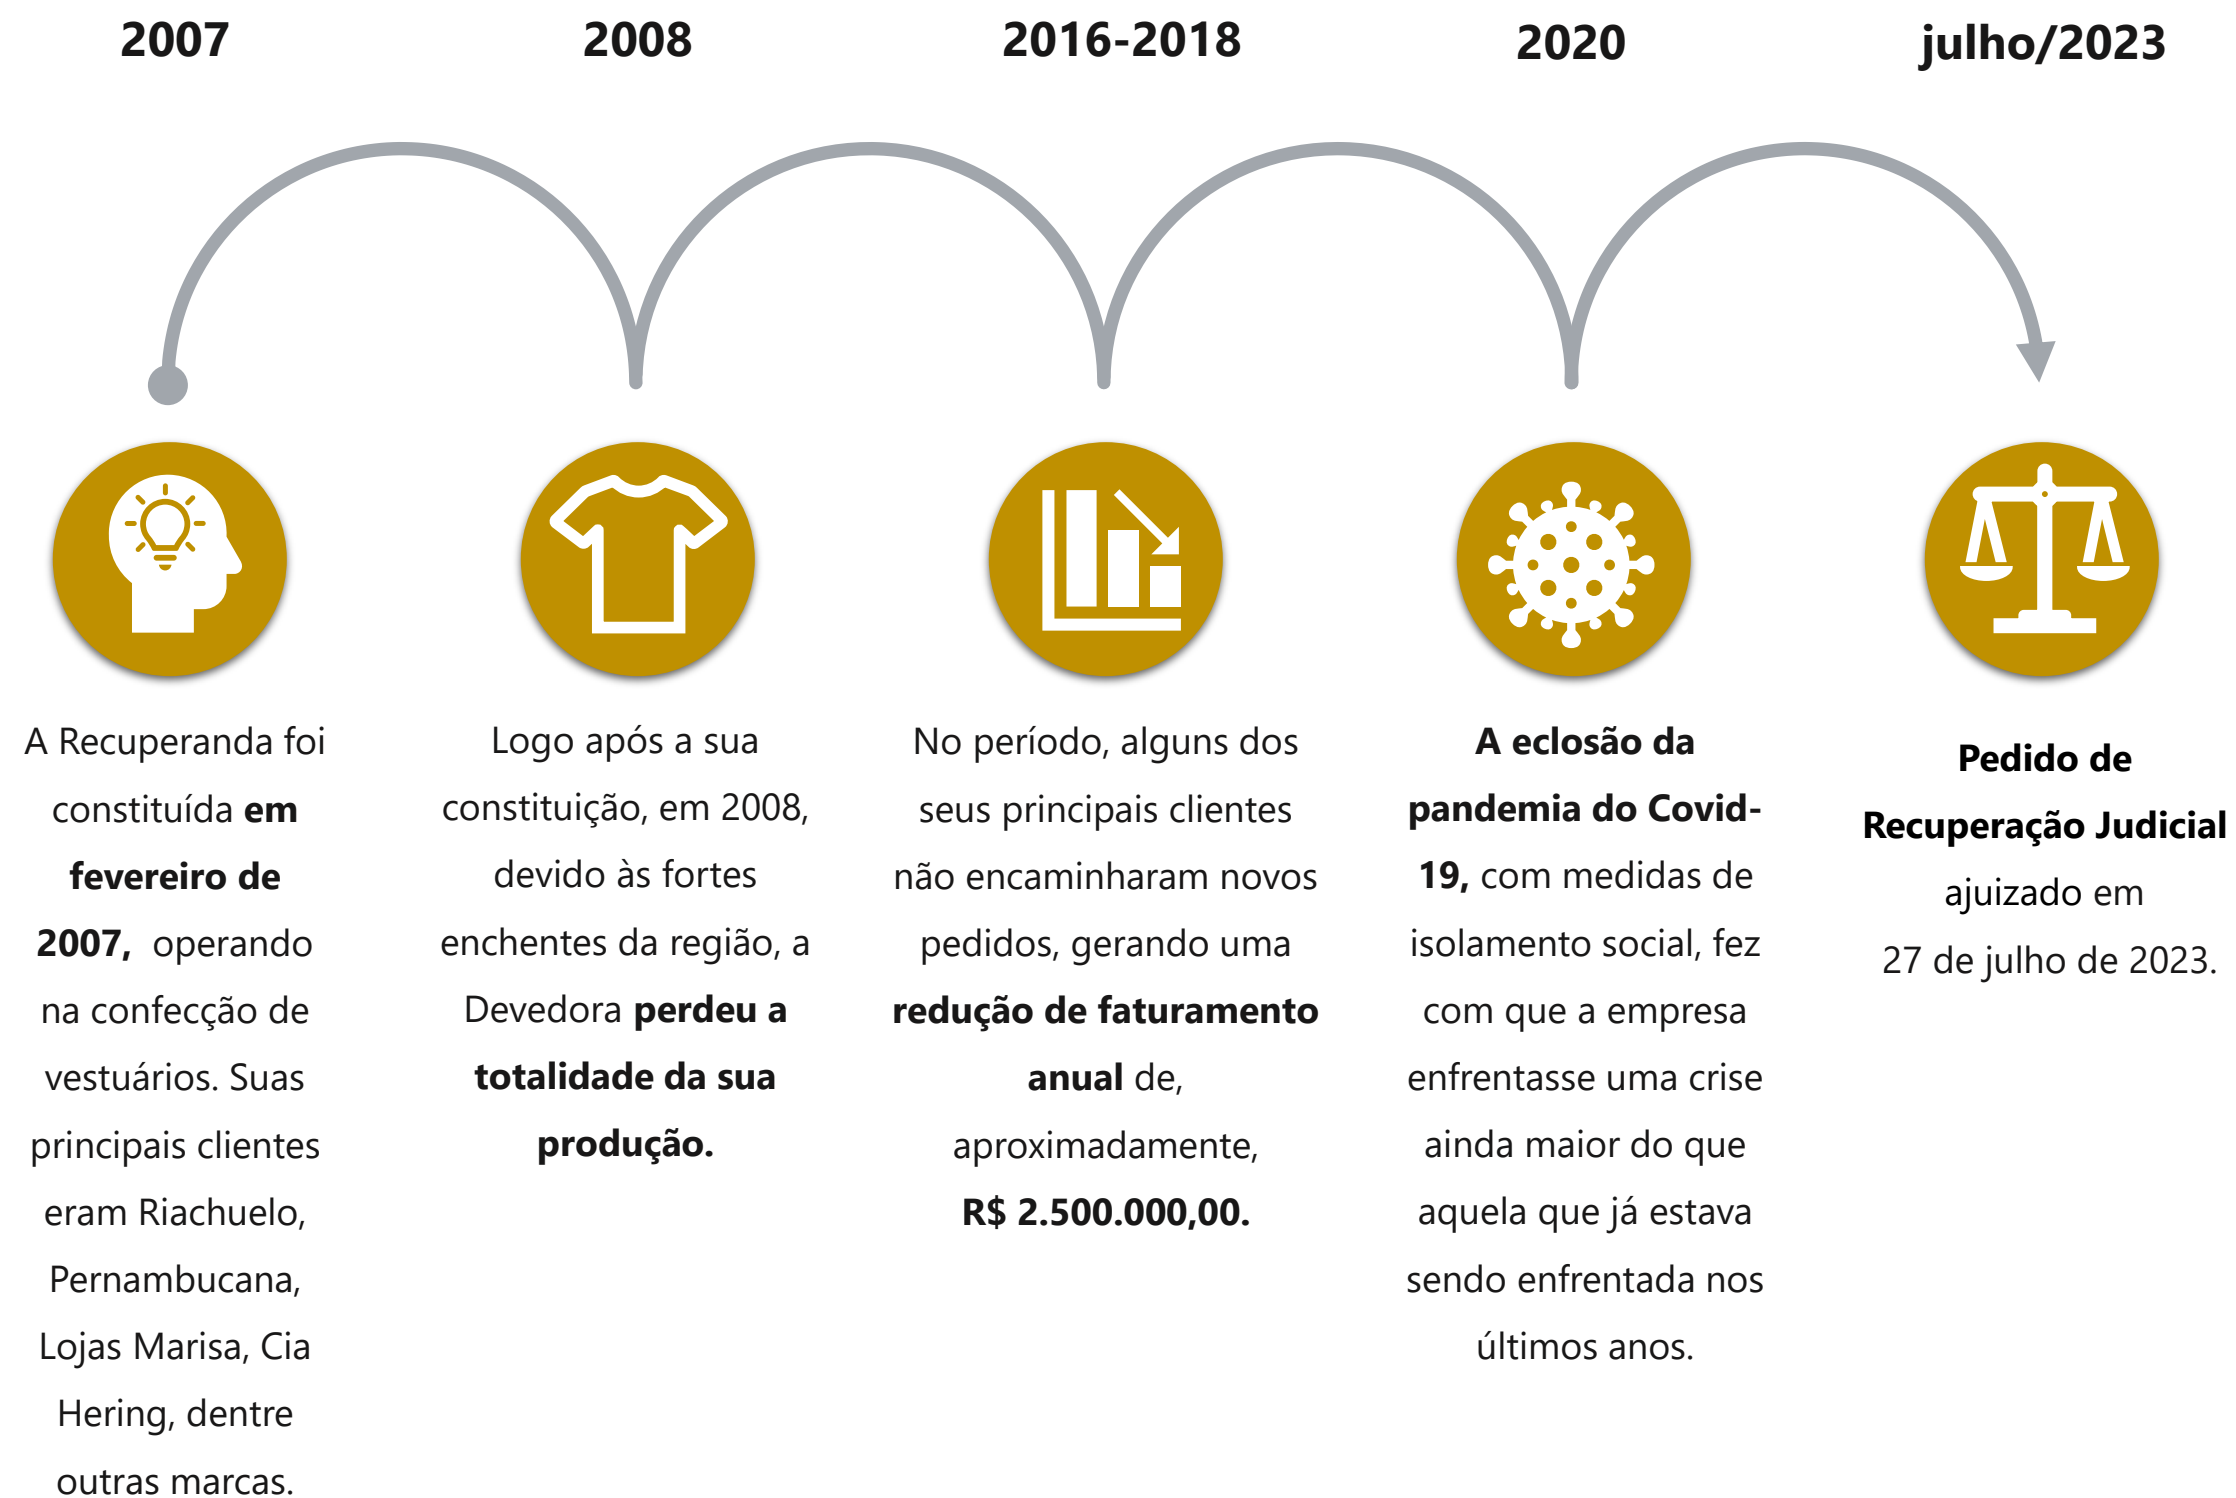 2007
A Recuperanda foi
constituída em
fevereiro de
2007, operando
na confecção de
vestuários. Suas
principais clientes
eram Riachuelo,
Pernambucana,
Lojas Marisa, Cia
Hering, dentre
outras marcas.
2008
Logo após a sua
constituição, em 2008,
devido às fortes
enchentes da região, a
Devedora perdeu a
totalidade da sua
produção.
2016-2018
No período, alguns dos
seus principais clientes
não encaminharam novos
pedidos, gerando uma
redução de faturamento
anual de,
aproximadamente,
R$ 2.500.000,00.
2020
A eclosão da
pandemia do Covid-
19, com medidas de
isolamento social, fez
com que a empresa
enfrentasse uma crise
ainda maior do que
aquela que já estava
sendo enfrentada nos
últimos anos.
julho/2023
Pedido de
Recuperação Judicial
ajuizado em
27 de julho de 2023.